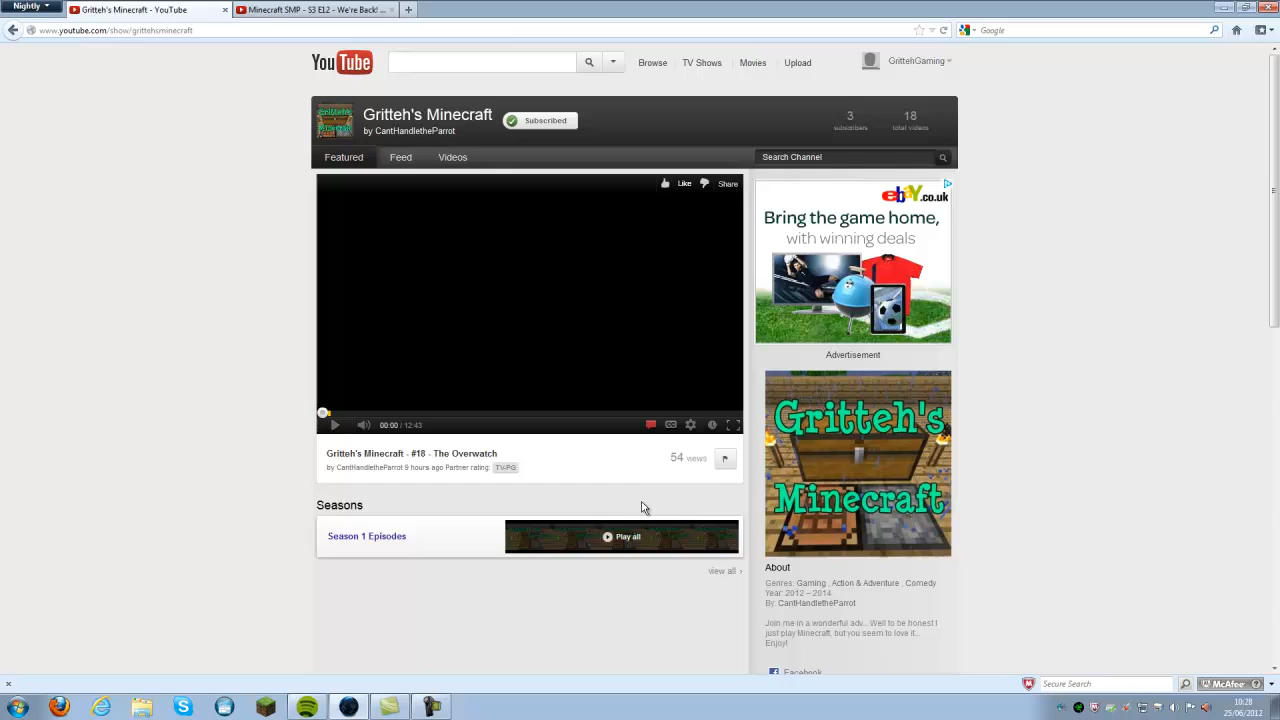 Nightly
Gritteh's Minecraft - YouTube
Minecraft SMP - S3 E12 - We're Back! ...
www.youtube.com/show/grittehsminecraft
Google
YouTube
Browse
TV Shows
Movies
Upload
GrittehGaming
Gritteh's Minecraft
Subscribed
by CantHandletheParrot
3
subscribers
18
total videos
Featured
Feed
Videos
Search Channel
Like
Share
ebay.co.uk
Bring the game home,
with winning deals
Advertisement
00:00 / 12:43
Gritteh's Minecraft - #18 - The Overwatch
54 views
by CantHandletheParrot 9 hours ago Partner rating: TV-PG
Seasons
Season 1 Episodes
Play all
view all ›
Gritteh's
Minecraft
About
Genres: Gaming , Action & Adventure , Comedy
Year: 2012 – 2014
By: CantHandletheParrot
Join me in a wonderful adv... Well to be honest I
just play Minecraft, but you seem to love it...
Enjoy!
Facebook
Secure Search
McAfee
10:28
25/06/2012